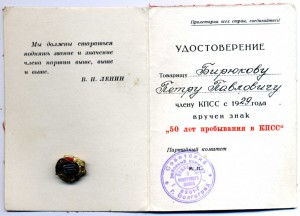 Мы должны стараться
поднять звание и значение
члена партии выше, выше
и выше.
В. И. ЛЕНИН
Пролетарии всех стран, соединяйтесь!
УДОСТОВЕРЕНИЕ
Товарищу Бирюкову
Петру Павловичу
члену КПСС с 1929 года
вручен знак
"50 лет пребывания в КПСС"
Партийный комитет